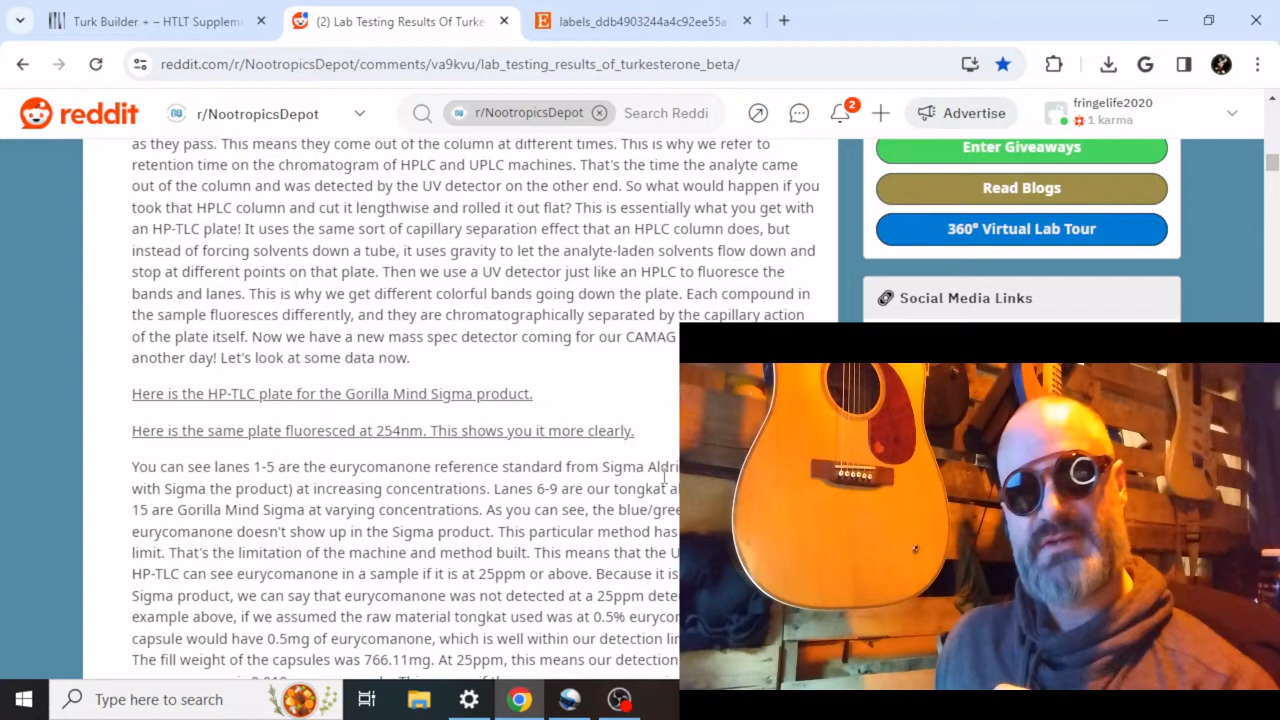 Turk Builder + – HTLT Supplem
(2) Lab Testing Results Of Turke
labels_ddb4903244a4c92ee55a
reddit.com/r/NootropicsDepot/comments/va9kvu/lab_testing_results_of_turkesterone_beta/
reddit
r/NootropicsDepot
r/NootropicsDepot
Search Reddi
2
Advertise
fringelife2020
1 karma
as they pass. This means they come out of the column at different times. This is why we refer to
retention time on the chromatogram of HPLC and UPLC machines. That's the time the analyte came
out of the column and was detected by the UV detector on the other end. So what would happen if you
took that HPLC column and cut it lengthwise and rolled it out flat? This is essentially what you get with
an HP-TLC plate! It uses the same sort of capillary separation effect that an HPLC column does, but
instead of forcing solvents down a tube, it uses gravity to let the analyte-laden solvents flow down and
stop at different points on that plate. Then we use a UV detector just like an HPLC to fluoresce the
bands and lanes. This is why we get different colorful bands going down the plate. Each compound in
the sample fluoresces differently, and they are chromatographically separated by the capillary action
of the plate itself. Now we have a new mass spec detector coming for our CAMAG
another day! Let's look at some data now.
Here is the HP-TLC plate for the Gorilla Mind Sigma product.
Here is the same plate fluoresced at 254nm. This shows you it more clearly.
You can see lanes 1-5 are the eurycomanone reference standard from Sigma Aldri
with Sigma the product) at increasing concentrations. Lanes 6-9 are our tongkat a
15 are Gorilla Mind Sigma at varying concentrations. As you can see, the blue/gree
eurycomanone doesn't show up in the Sigma product. This particular method has
limit. That's the limitation of the machine and method built. This means that the U
HP-TLC can see eurycomanone in a sample if it is at 25ppm or above. Because it is
Sigma product, we can say that eurycomanone was not detected at a 25ppm dete
example above, if we assumed the raw material tongkat used was at 0.5% euryco
capsule would have 0.5mg of eurycomanone, which is well within our detection li
The fill weight of the capsules was 766.11mg. At 25ppm, this means our detection
Enter Giveaways
Read Blogs
360° Virtual Lab Tour
Social Media Links
Type here to search